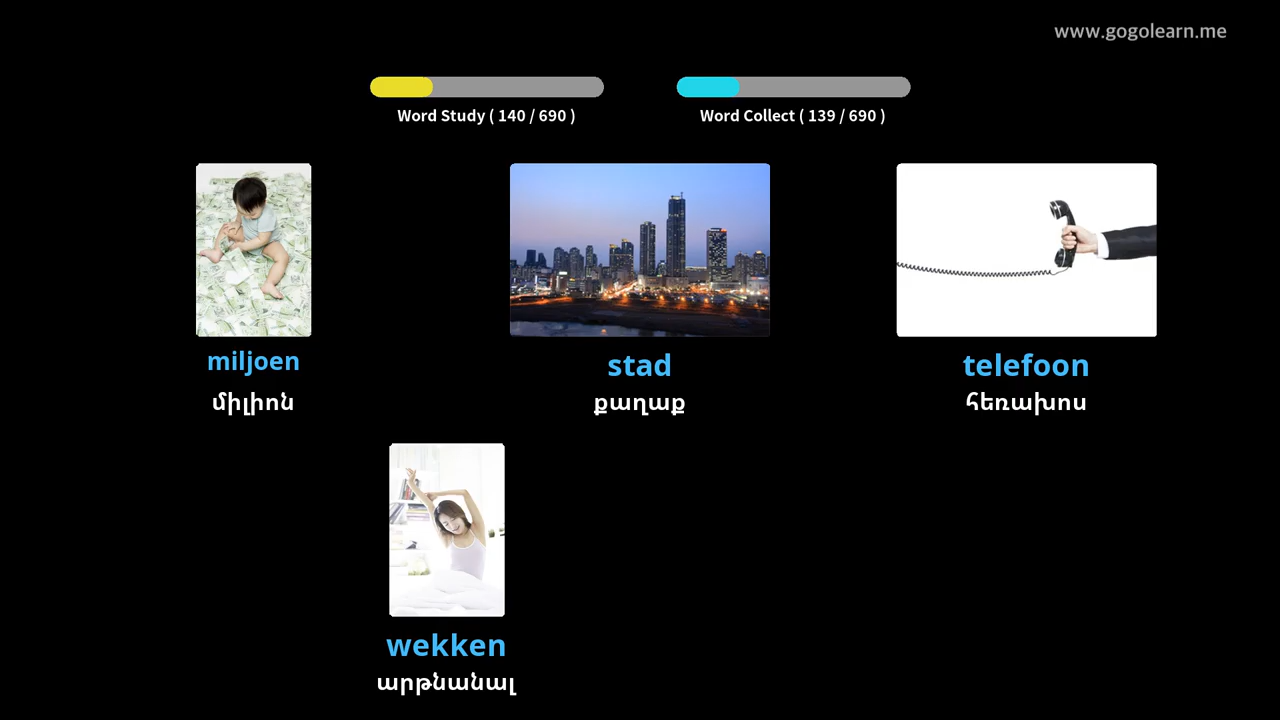 www.gogolearn.me
Word Study ( 140 / 690 )
Word Collect ( 139 / 690 )
miljoen
միլիոն
stad
քաղաք
telefoon
հեռախոս
wekken
արթնանալ